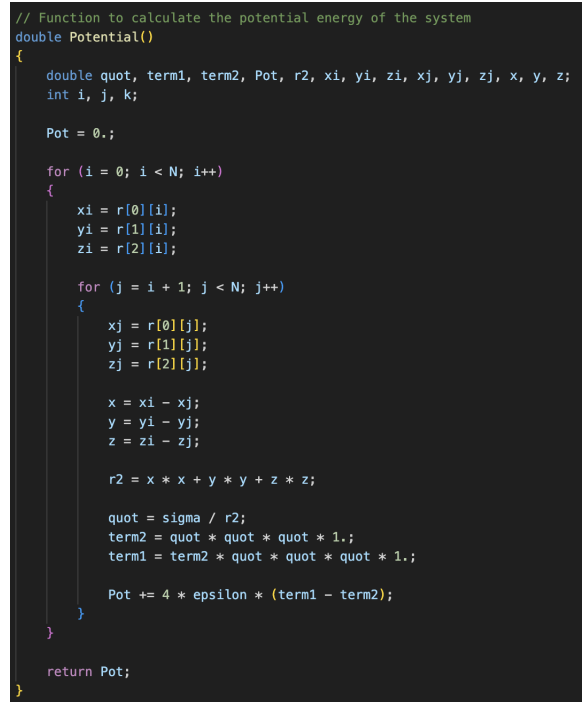 // Function to calculate the potential energy of the system
double Potential()
{
    double quot, term1, term2, Pot, r2, xi, yi, zi, xj, yj, zj, x, y, z;
    int i, j, k;

    Pot = 0.;

    for (i = 0; i < N; i++)
    {
        xi = r[0][i];
        yi = r[1][i];
        zi = r[2][i];

        for (j = i + 1; j < N; j++)
        {
            xj = r[0][j];
            yj = r[1][j];
            zj = r[2][j];

            x = xi - xj;
            y = yi - yj;
            z = zi - zj;

            r2 = x * x + y * y + z * z;

            quot = sigma / r2;
            term2 = quot * quot * quot * 1.;
            term1 = term2 * quot * quot * quot * 1.;

            Pot += 4 * epsilon * (term1 - term2);
        }
    }

    return Pot;
}